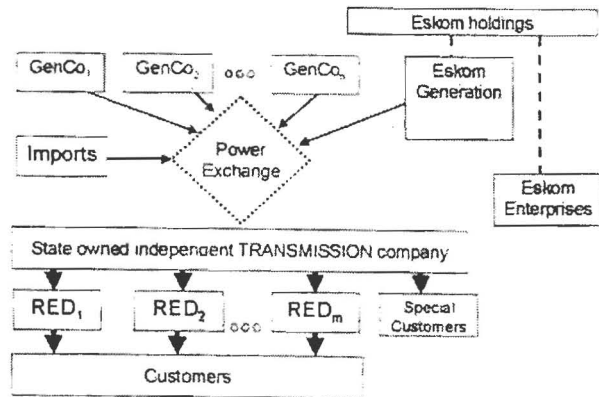 Eskom holdings
GenCo₁
GenCo₂
GenCoₙ
Eskom
Generation
Imports
Power
Exchange
Eskom
Enterprises
State owned independent TRANSMISSION company
RED₁
RED₂
REDₘ
Special
Customers
Customers